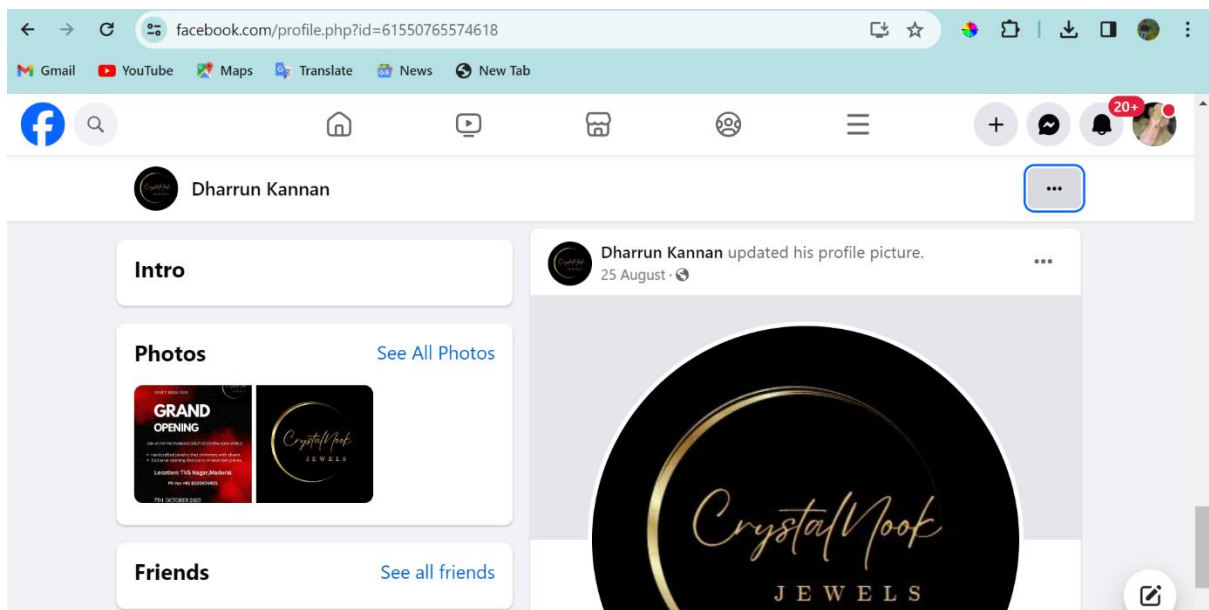 facebook.com/profile.php?id=61550765574618
Gmail YouTube Maps Translate News New Tab
20+
Dharrun Kannan
Intro
Photos
See All Photos
GRAND
OPENING
Location: TVS Nagar, Madurai.
7TH OCTOBER 2023
CrystalNook
JEWELS
Friends
See all friends
Dharrun Kannan updated his profile picture.
25 August
CrystalNook
JEWELS